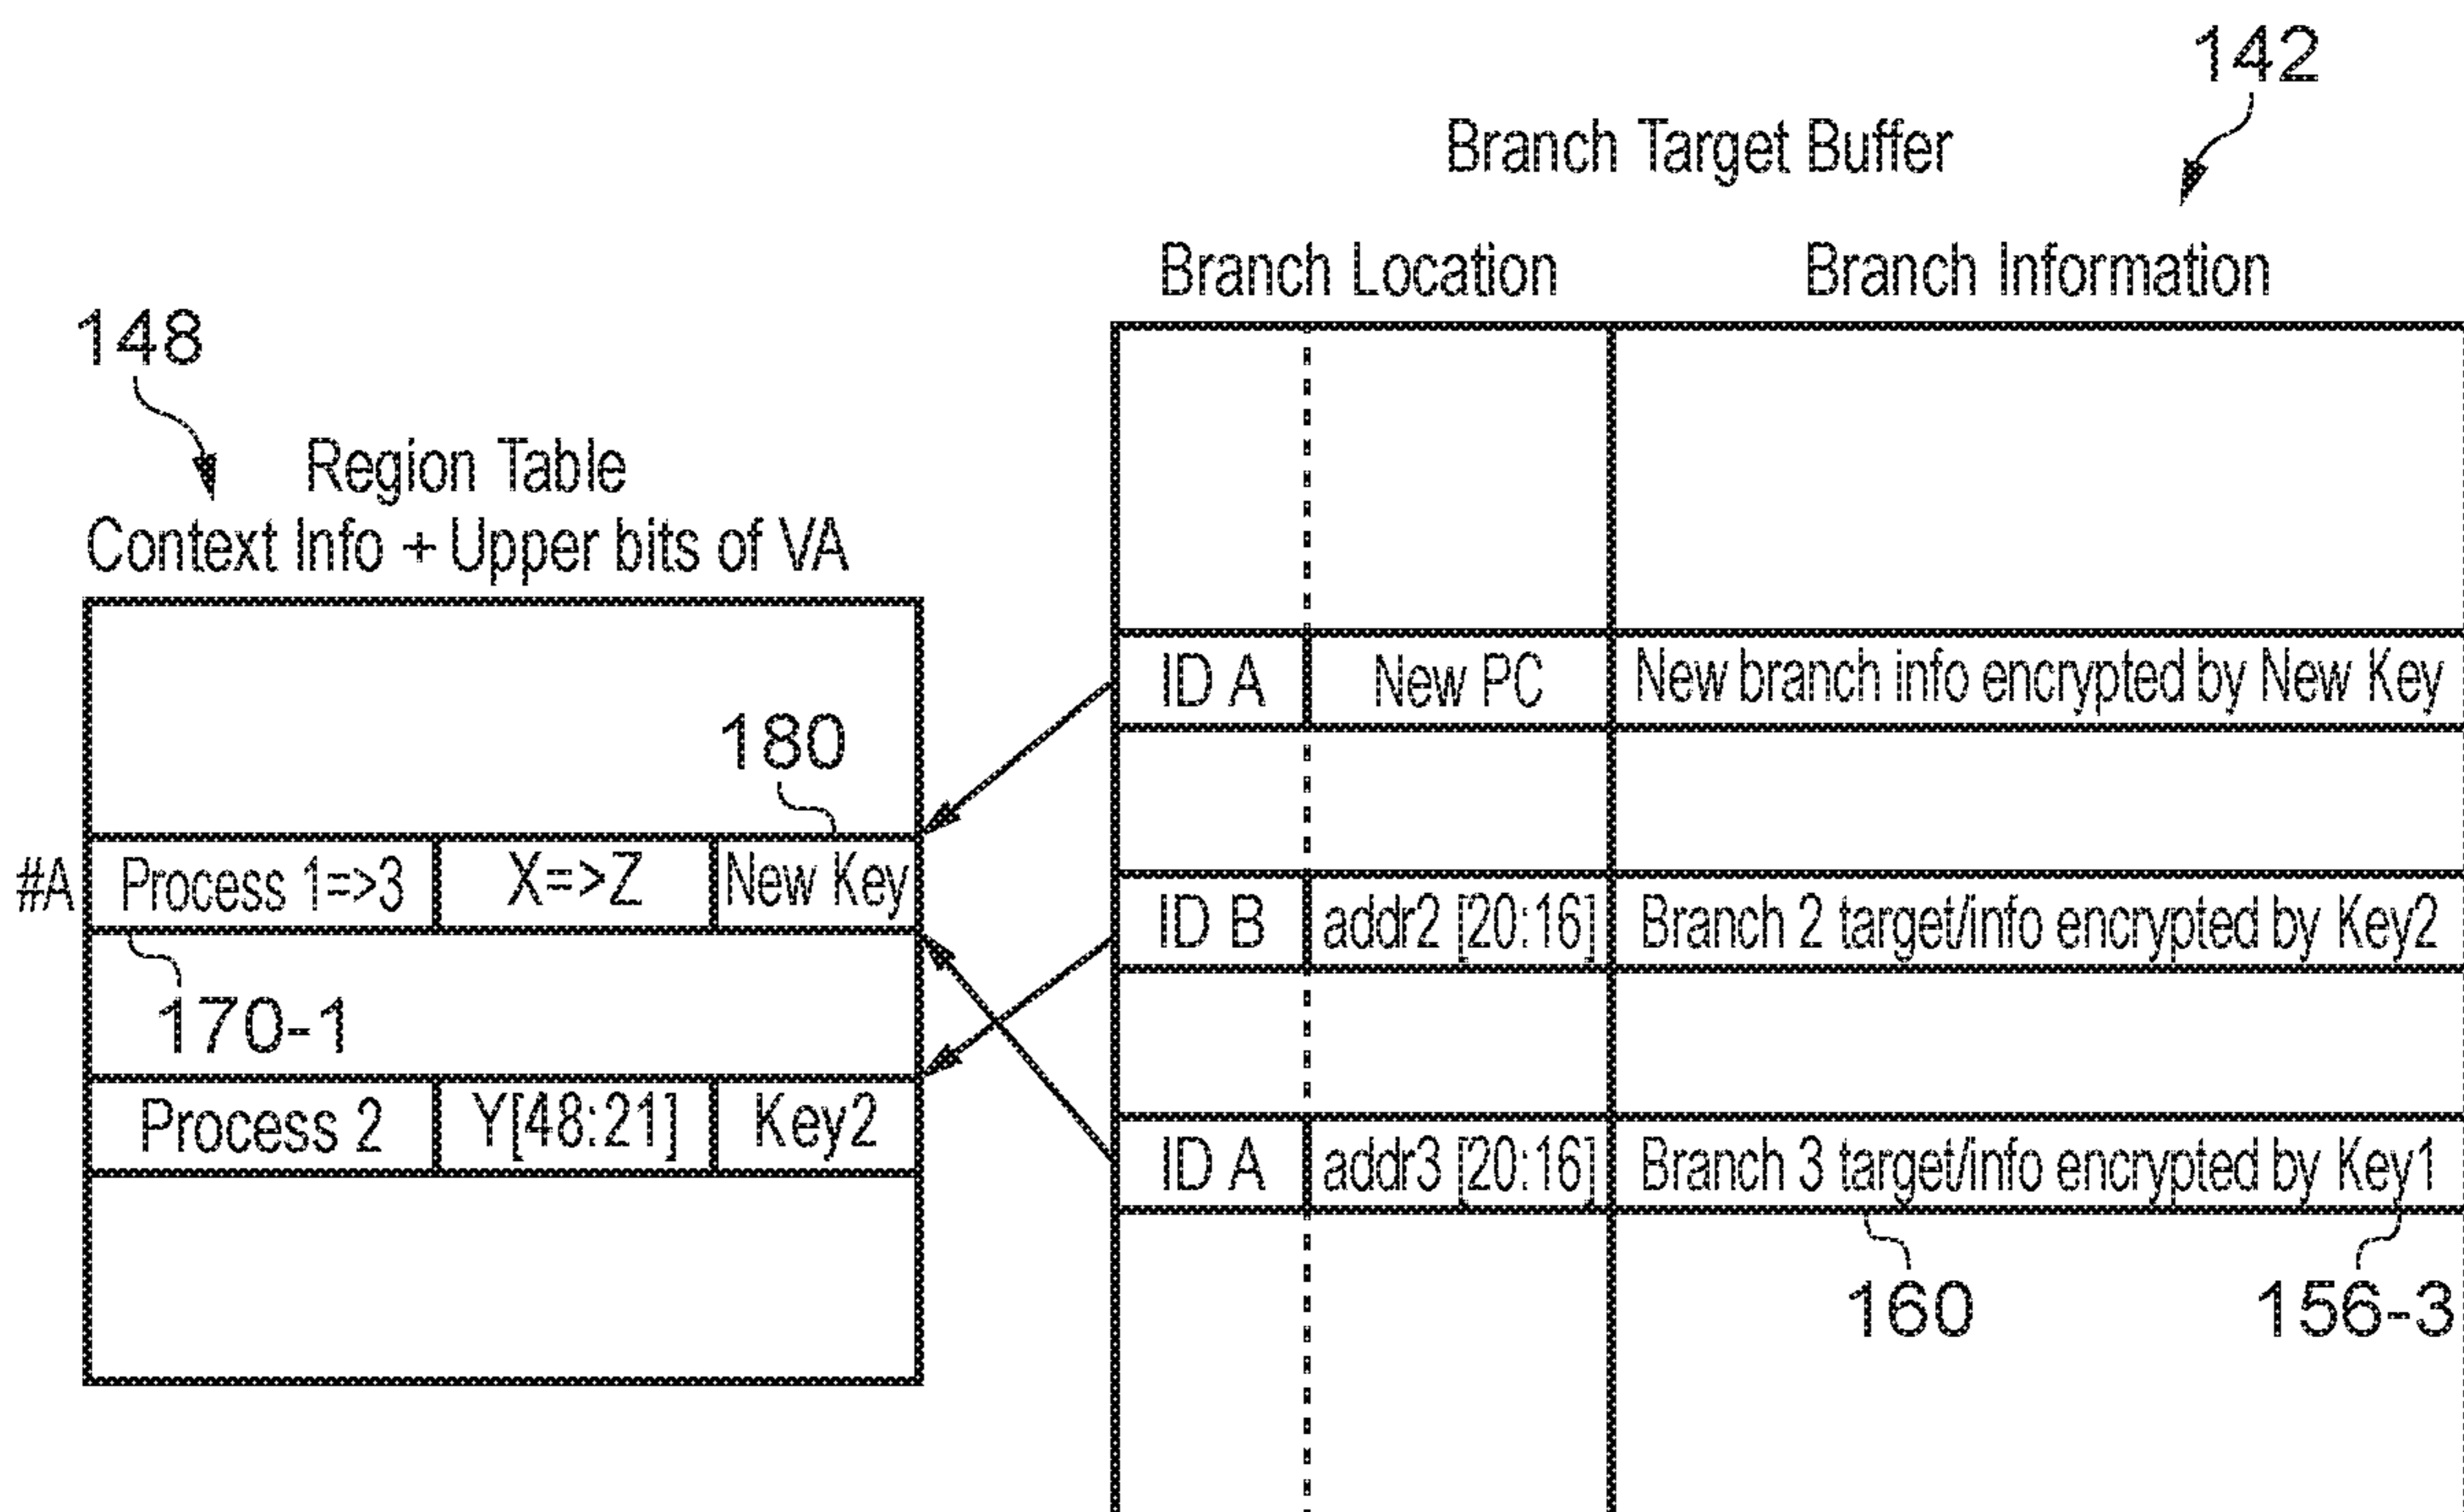 142
Branch Target Buffer
Branch Location Branch Information
148
Region Table
Context Info + Upper bits of VA
ID A New PC New branch info encrypted by New Key
180
#A Process 1=>3 X=>Z New Key
ID B addr2 [20:16] Branch 2 target/info encrypted by Key2
170-1
Process 2 Y[48:21] Key2
ID A addr3 [20:16] Branch 3 target/info encrypted by Key1
160 156-3